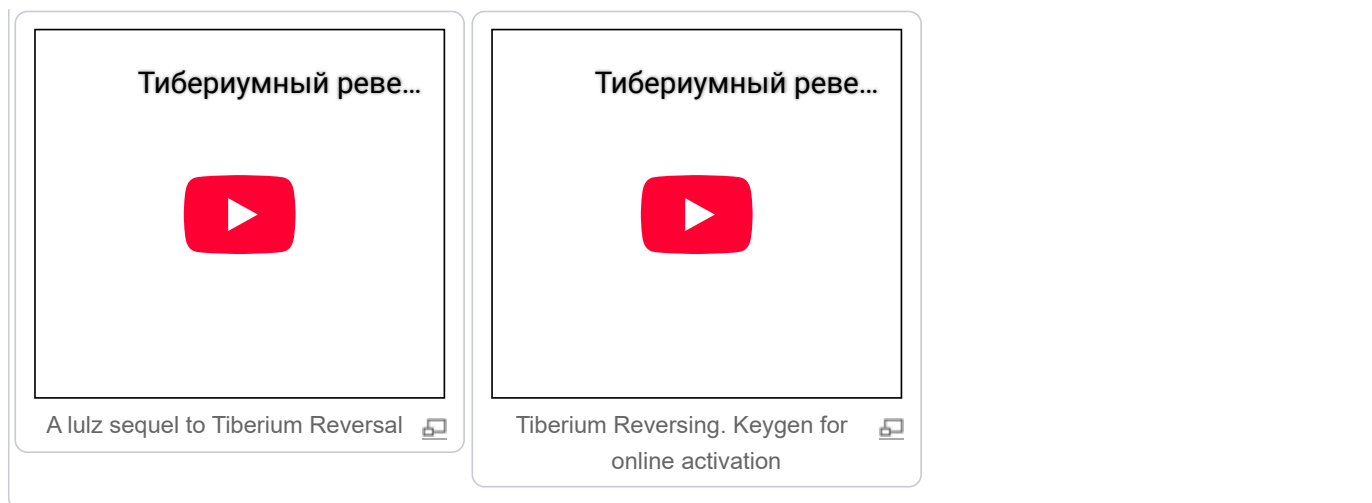 Тибериумный реве...
Тибериумный реве...
A lulz sequel to Tiberium Reversal
Tiberium Reversing. Keygen for
online activation